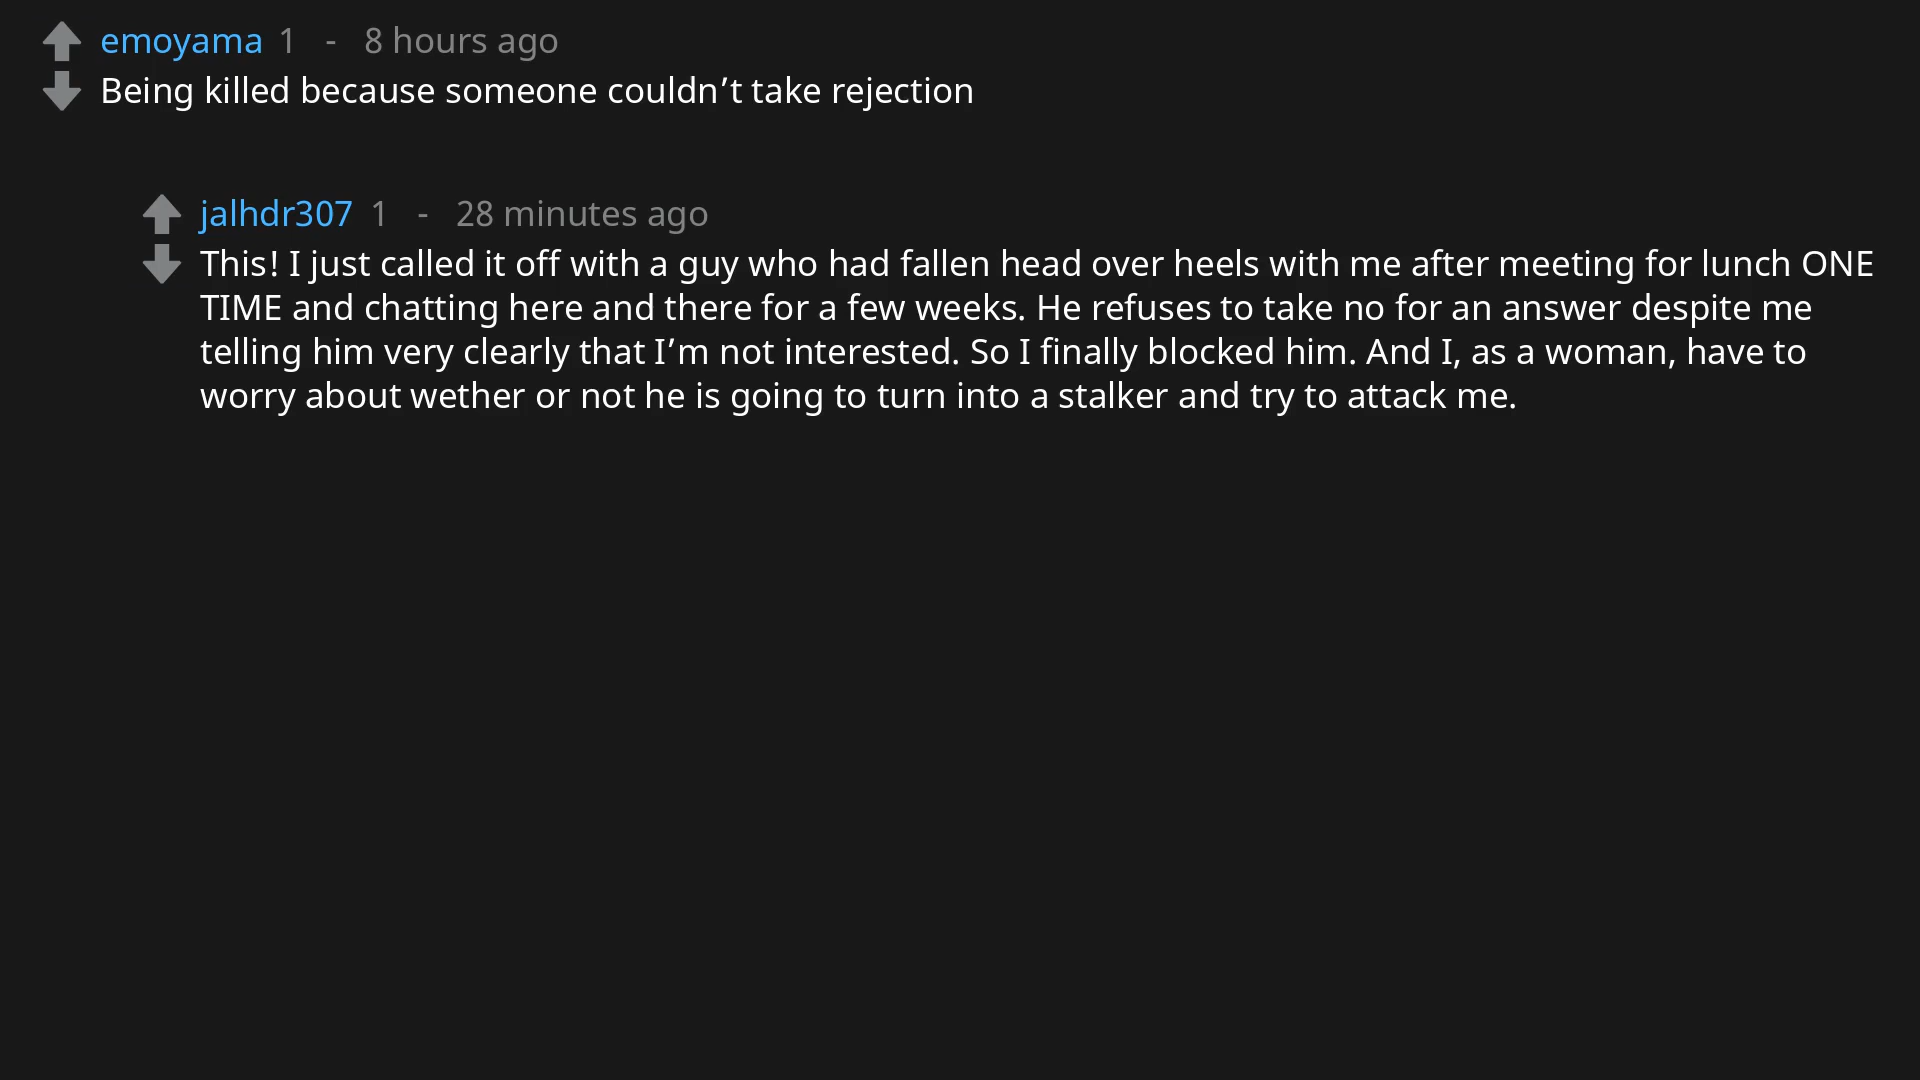 emoyama 1 - 8 hours ago
Being killed because someone couldn’t take rejection
jalhdr307 1 - 28 minutes ago
This! I just called it off with a guy who had fallen head over heels with me after meeting for lunch ONE
TIME and chatting here and there for a few weeks. He refuses to take no for an answer despite me
telling him very clearly that I’m not interested. So I finally blocked him. And I, as a woman, have to
worry about wether or not he is going to turn into a stalker and try to attack me.